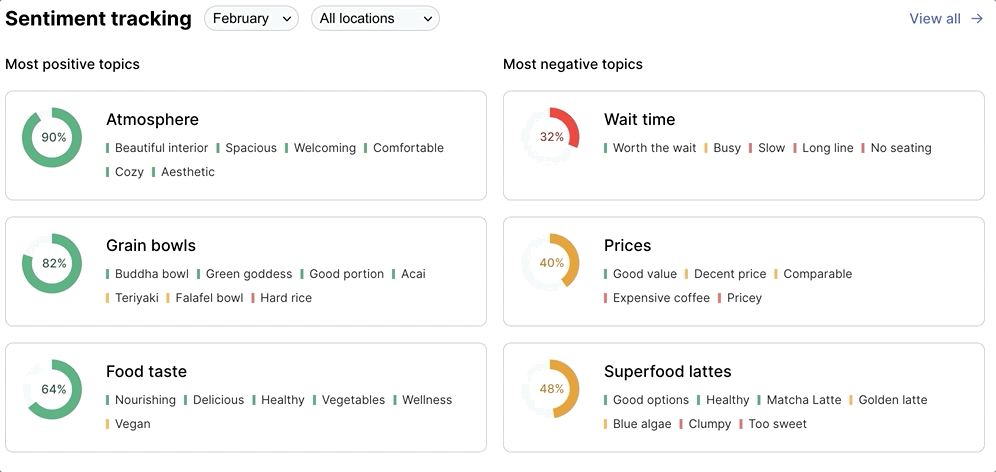 Sentiment tracking February All locations View all →
Most positive topics
90%
Atmosphere
Beautiful interior Spacious Welcoming Comfortable
Cozy Aesthetic
82%
Grain bowls
Buddha bowl Green goddess Good portion Acai
Teriyaki Falafel bowl Hard rice
64%
Food taste
Nourishing Delicious Healthy Vegetables Wellness
Vegan
Most negative topics
32%
Wait time
Worth the wait Busy Slow Long line No seating
40%
Prices
Good value Decent price Comparable
Expensive coffee Pricey
48%
Superfood lattes
Good options Healthy Matcha Latte Golden latte
Blue algae Clumpy Too sweet